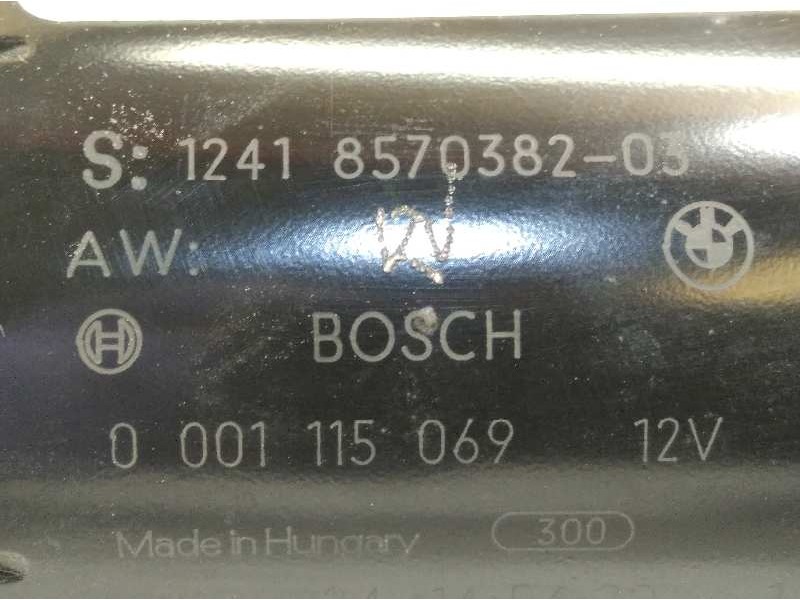 S: 1241 8570382-03
AW:
BOSCH
0 001 115 069 12V
Made in Hungary 300